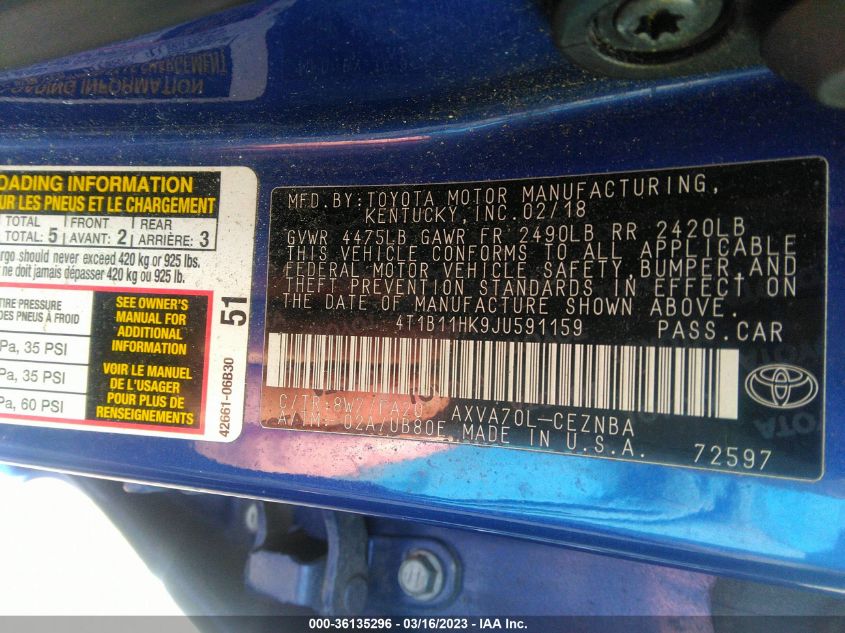 OADING INFORMATION
UR LES PNEUS ET LE CHARGEMENT
TOTAL FRONT REAR
TOTAL: 5 AVANT: 2 ARRIÈRE: 3
rgo should never exceed 420 kg or 925 lbs.
ne doit jamais dépasser 420 kg ou 925 lb.
TIRE PRESSURE
DES PNEUS À FROID
Pa, 35 PSI
Pa, 35 PSI
Pa, 60 PSI
SEE OWNER'S
MANUAL FOR
ADDITIONAL
INFORMATION
VOIR LE MANUEL
DE L'USAGER
POUR PLUS DE
RENSEIGNEMENTS
42661-06B30 51
MFD. BY: TOYOTA MOTOR MANUFACTURING,
KENTUCKY, INC. 02/18
GVWR 4475LB GAWR FR 2490LB RR 2420LB
THIS VEHICLE CONFORMS TO ALL APPLICABLE
FEDERAL MOTOR VEHICLE SAFETY, BUMPER, AND
THEFT PREVENTION STANDARDS IN EFFECT ON
THE DATE OF MANUFACTURE SHOWN ABOVE.
4T1B11HK9JU591159 PASS.CAR
C/TR: 8W7/FA20 AXVA70L-CEZNBA
A/TM: 02A/UB80E MADE IN U.S.A.
72597
000-36135296 - 03/16/2023 - IAA Inc.